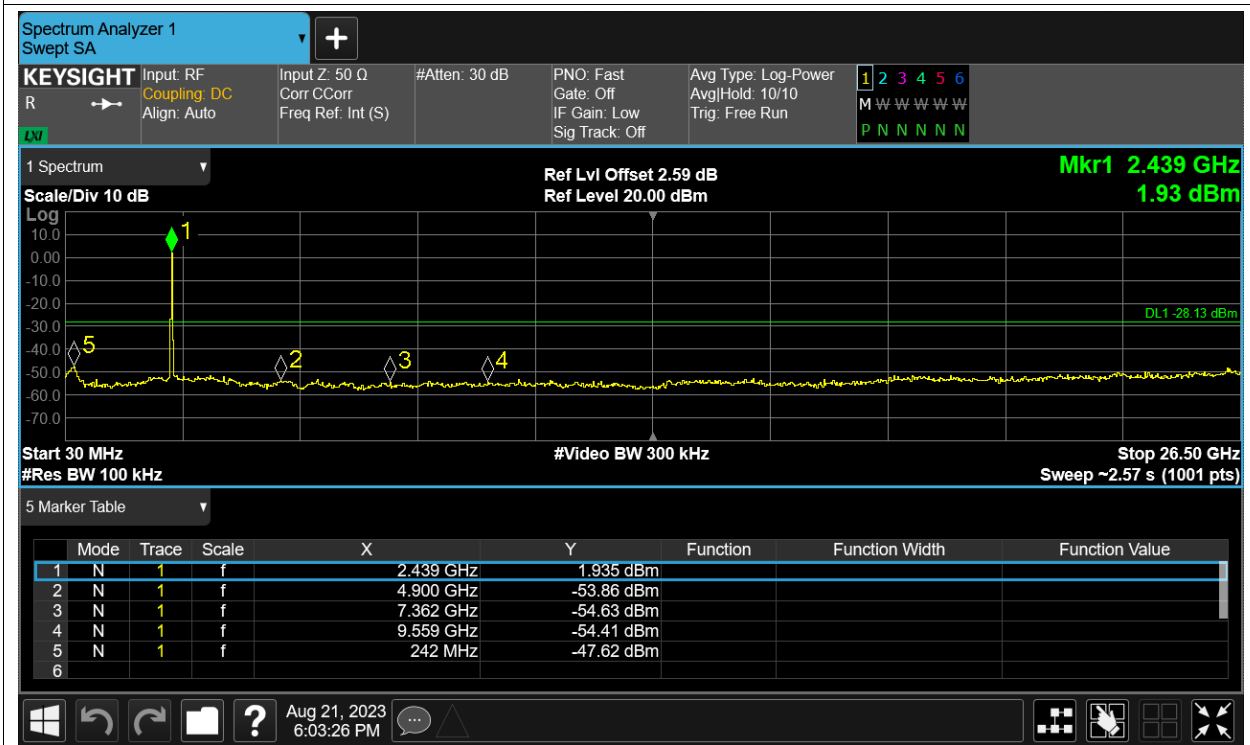 Spectrum Analyzer 1
Swept SA
KEYSIGHT
R
LXI
Input: RF
Coupling: DC
Align: Auto
Input Z: 50 Ω
Corr CCorr
Freq Ref: Int (S)
#Atten: 30 dB
PNO: Fast
Gate: Off
IF Gain: Low
Sig Track: Off
Avg Type: Log-Power
Avg|Hold: 10/10
Trig: Free Run
1 2 3 4 5 6
M W W W W W
P N N N N N
1 Spectrum
Scale/Div 10 dB
Ref Lvl Offset 2.59 dB
Ref Level 20.00 dBm
Mkr1 2.439 GHz
1.93 dBm
Log
10.0
0.00
-10.0
-20.0
-30.0
-40.0
-50.0
-60.0
-70.0
1
DL1 -28.13 dBm
5
2
3
4
Start 30 MHz
#Video BW 300 kHz
Stop 26.50 GHz
#Res BW 100 kHz
Sweep ~2.57 s (1001 pts)
5 Marker Table
Mode Trace Scale X Y Function Function Width Function Value
1 N 1 f 2.439 GHz 1.935 dBm
2 N 1 f 4.900 GHz -53.86 dBm
3 N 1 f 7.362 GHz -54.63 dBm
4 N 1 f 9.559 GHz -54.41 dBm
5 N 1 f 242 MHz -47.62 dBm
6
?
Aug 21, 2023
6:03:26 PM